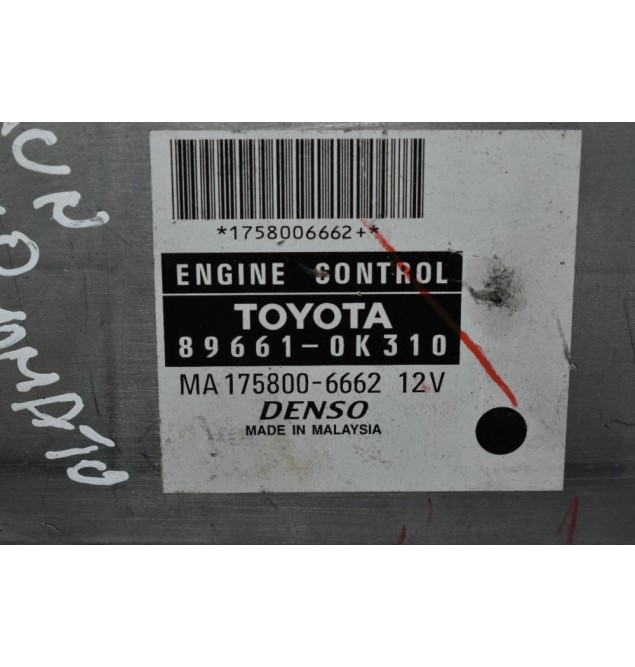 *1758006662+*
ENGINE CONTROL
TOYOTA
89661-0K310
MA 175800-6662 12V
DENSO
MADE IN MALAYSIA